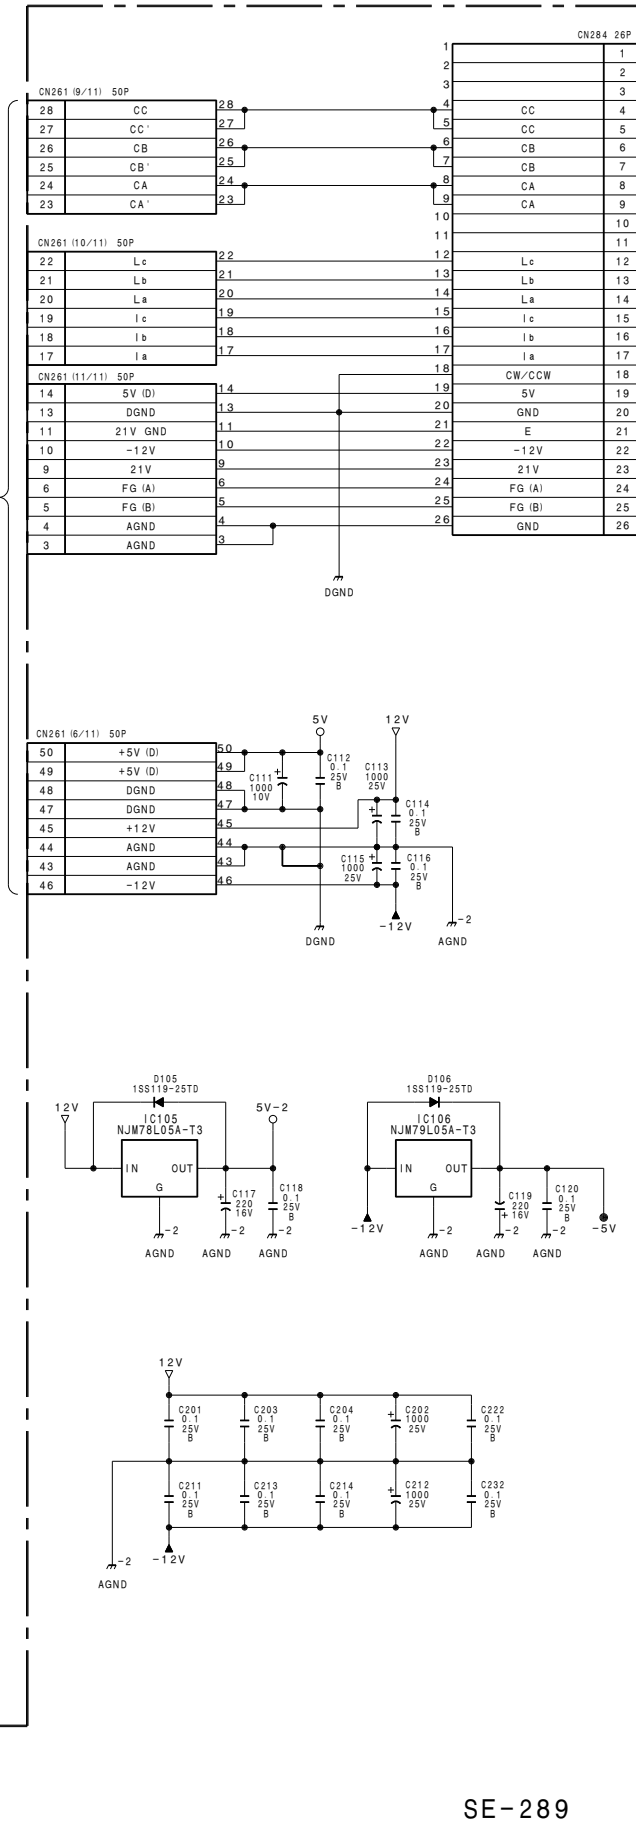 CN284 26P
1 1
2 2
3 3
CN261 (9/11) 50P
28 CC 28 4 CC 4
27 CC' 27 5 CC 5
26 CB 26 6 CB 6
25 CB' 25 7 CB 7
24 CA 24 8 CA 8
23 CA' 23 9 CA 9
10 10
11 11
CN261 (10/11) 50P
22 Lc 22 12 Lc 12
21 Lb 21 13 Lb 13
20 La 20 14 La 14
19 Ic 19 15 Ic 15
18 Ib 18 16 Ib 16
17 Ia 17 17 Ia 17
CN261 (11/11) 50P
18 CW/CCW 18
14 5V (D) 14 19 5V 19
13 DGND 13 20 GND 20
11 21V GND 11 21 E 21
10 -12V 10 22 -12V 22
9 21V 9 23 21V 23
6 FG (A) 6 24 FG (A) 24
5 FG (B) 5 25 FG (B) 25
4 AGND 4 26 GND 26
3 AGND 3
DGND
5V 12V
CN261 (6/11) 50P
50 +5V (D) 50
49 +5V (D) 49
48 DGND 48
47 DGND 47
45 +12V 45
44 AGND 44
43 AGND 43
46 -12V 46
+ C111
1000
10V
C112
0.1
25V
B
C113
1000
25V
+
C114
0.1
25V
B
C115
1000
25V
+
C116
0.1
25V
B
-12V
-2
DGND
AGND
D105
1SS119-25TD
12V
5V-2
IC105
NJM78L05A-T3
IN OUT
G
+ C117
220
16V
C118
0.1
25V
B
-2 -2 -2
AGND AGND AGND
D106
1SS119-25TD
IC106
NJM79L05A-T3
IN OUT
G
C119
220
+ 16V
C120
0.1
25V
B
-12V -2 -2 -2 -5V
AGND AGND AGND
12V
C201
0.1
25V
B
C203
0.1
25V
B
C204
0.1
25V
B
+ C202
1000
25V
C222
0.1
25V
B
C211
0.1
25V
B
C213
0.1
25V
B
C214
0.1
25V
B
+ C212
1000
25V
C232
0.1
25V
B
-2
-12V
AGND
SE-289